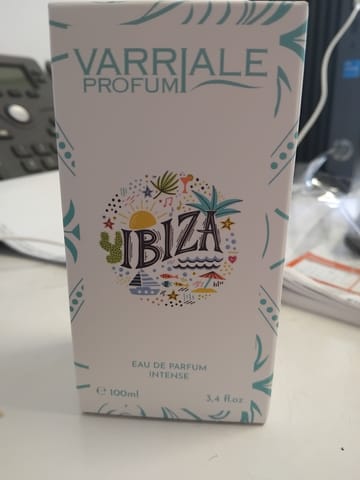 VARRIALE
PROFUMI
IBIZA
EAU DE PARFUM
INTENSE
℮ 100ml
3,4 fl.oz